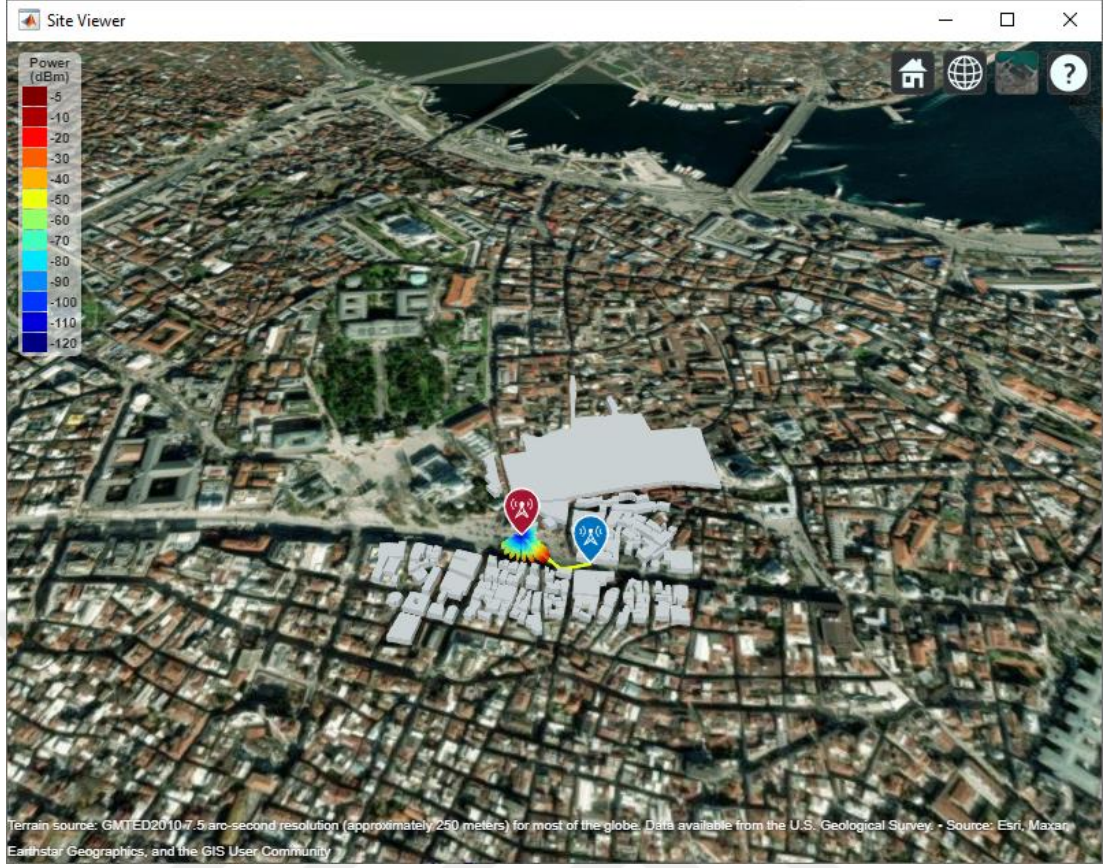 Site Viewer
Power
(dBm)
-5
-10
-20
-30
-40
-50
-60
-70
-80
-90
-100
-110
-120
?
Terrain source: GMTED2010 7.5 arc-second resolution (approximately 250 meters) for most of the globe. Data available from the U.S. Geological Survey. • Source: Esri, Maxar,
Earthstar Geographics, and the GIS User Community